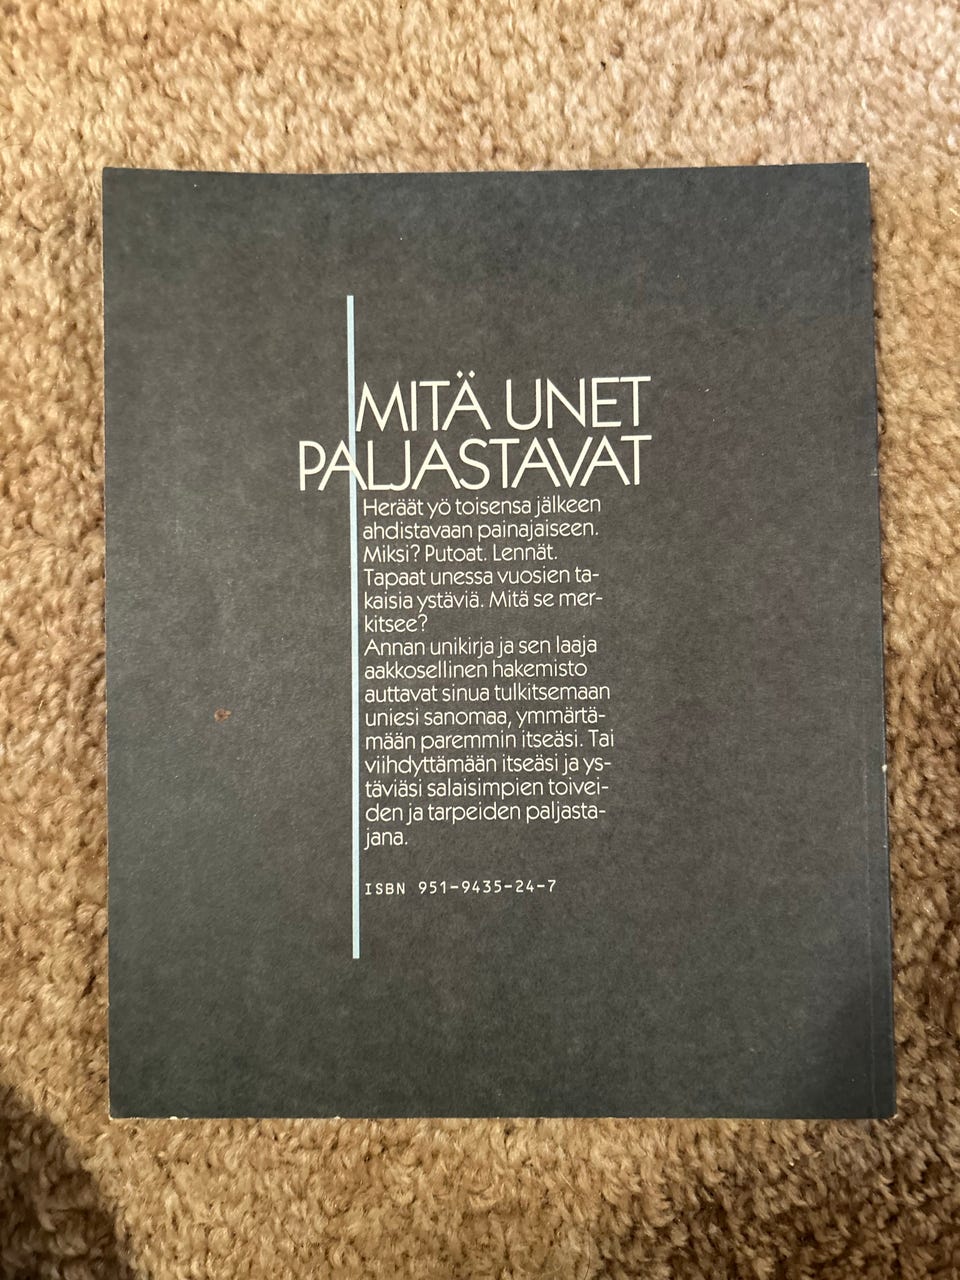 MITÄ UNET
PALJASTAVAT
Heräät yö toisensa jälkeen
ahdistavaan painajaiseen.
Miksi? Putoat. Lennät.
Tapaat unessa vuosien ta-
kaisia ystäviä. Mitä se mer-
kitsee?
Annan unikirja ja sen laaja
aakkosellinen hakemisto
auttavat sinua tulkitsemaan
uniesi sanomaa, ymmärtä-
mään paremmin itseäsi. Tai
viihdyttämään itseäsi ja ys-
täviäsi salaisimpien toivei-
den ja tarpeiden paljasta-
jana.
ISBN 951-9435-24-7